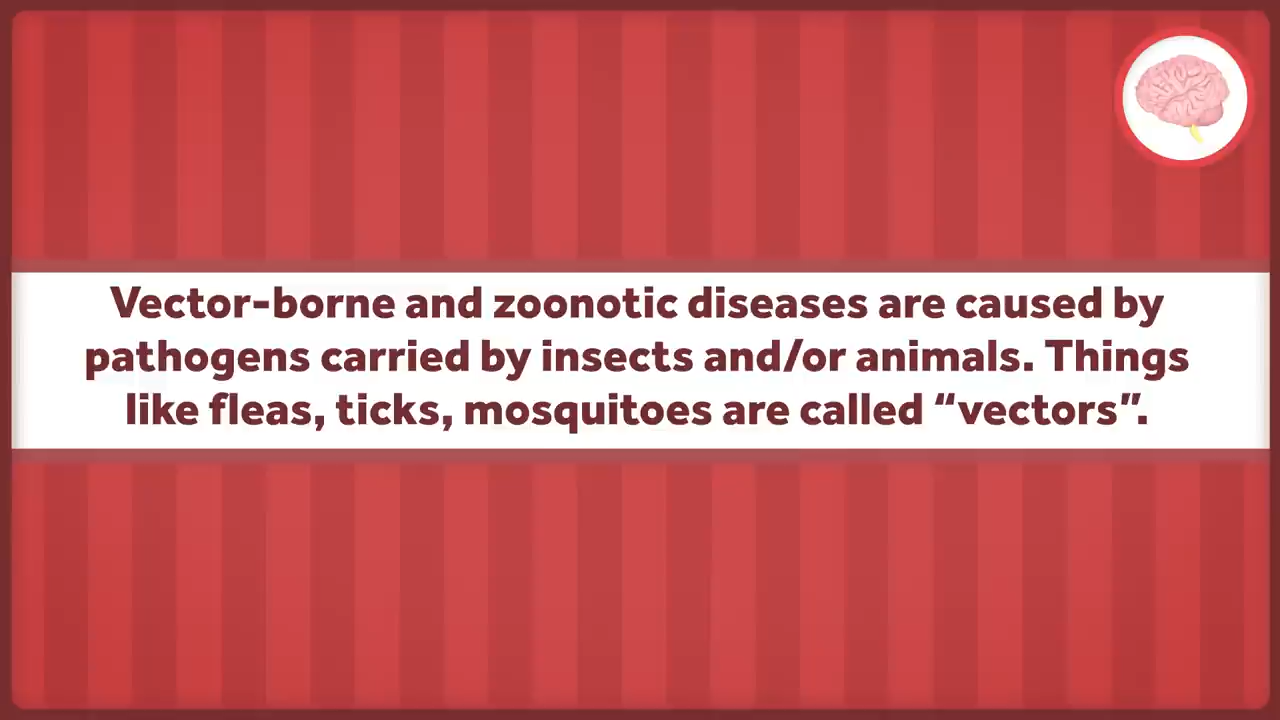 Vector-borne and zoonotic diseases are caused by
pathogens carried by insects and/or animals. Things
like fleas, ticks, mosquitoes are called “vectors”.